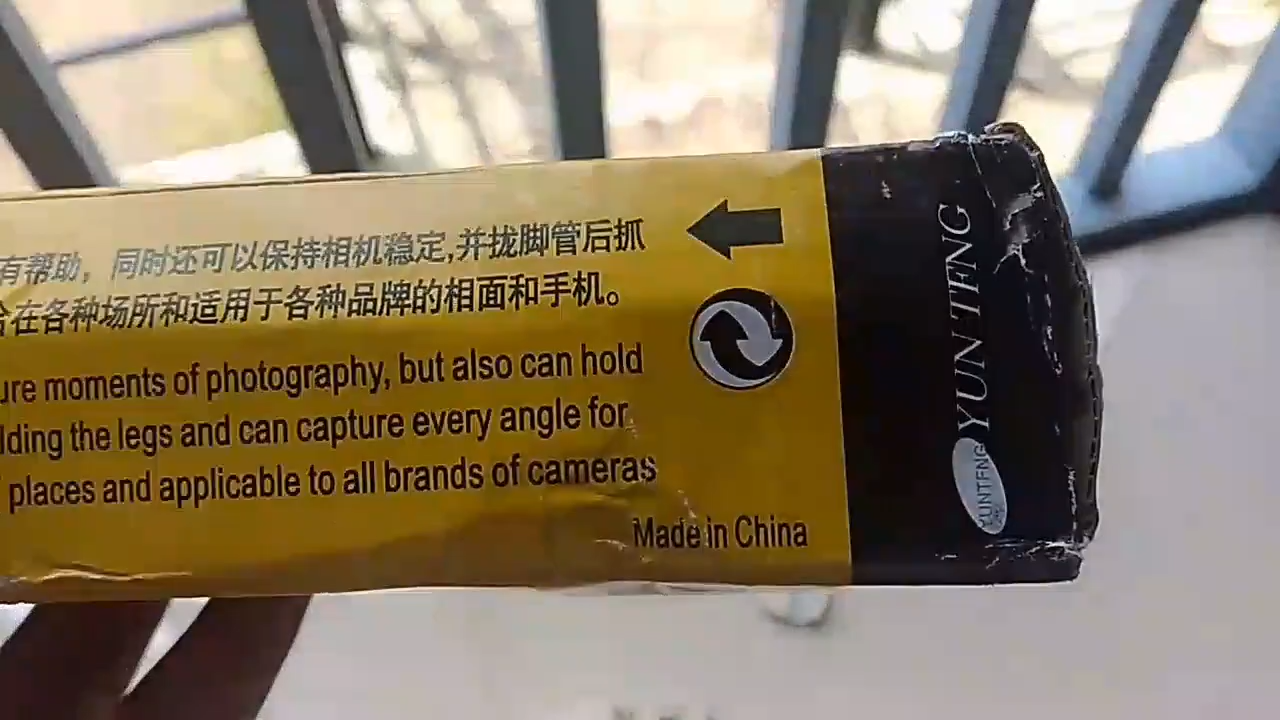 有帮助，同时还可以保持相机稳定,并拢脚管后抓
合在各种场所和适用于各种品牌的相面和手机。
ure moments of photography, but also can hold
lding the legs and can capture every angle for
places and applicable to all brands of cameras
Made in China
YUN TENG
YUNTENG